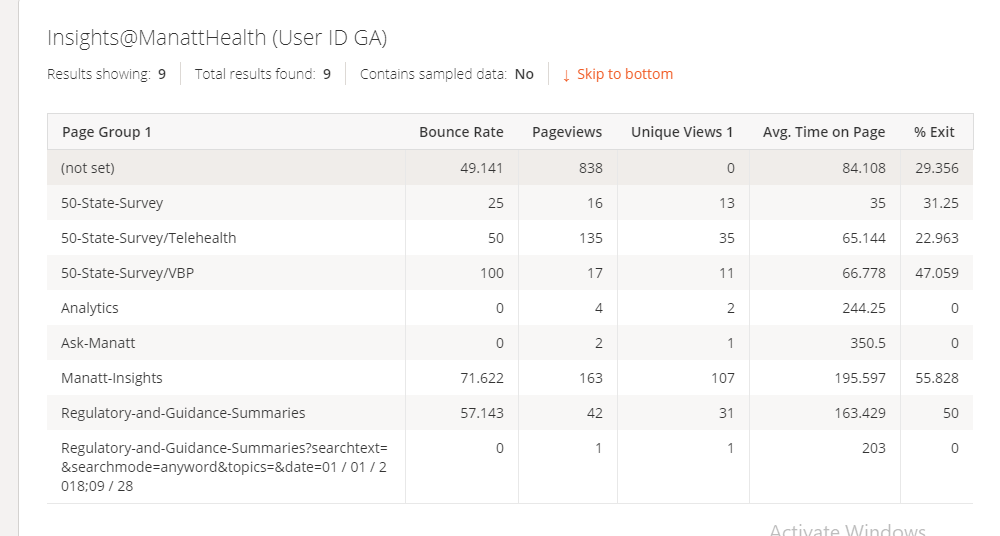 Insights@ManattHealth (User ID GA)
Results showing: 9 Total results found: 9 Contains sampled data: No ↓ Skip to bottom
Page Group 1 Bounce Rate Pageviews Unique Views 1 Avg. Time on Page % Exit
(not set) 49.141 838 0 84.108 29.356
50-State-Survey 25 16 13 35 31.25
50-State-Survey/Telehealth 50 135 35 65.144 22.963
50-State-Survey/VBP 100 17 11 66.778 47.059
Analytics 0 4 2 244.25 0
Ask-Manatt 0 2 1 350.5 0
Manatt-Insights 71.622 163 107 195.597 55.828
Regulatory-and-Guidance-Summaries 57.143 42 31 163.429 50
Regulatory-and-Guidance-Summaries?searchtext= 0 1 1 203 0
&searchmode=anyword&topics=&date=01 / 01 / 2
018;09 / 28
Activate Windows